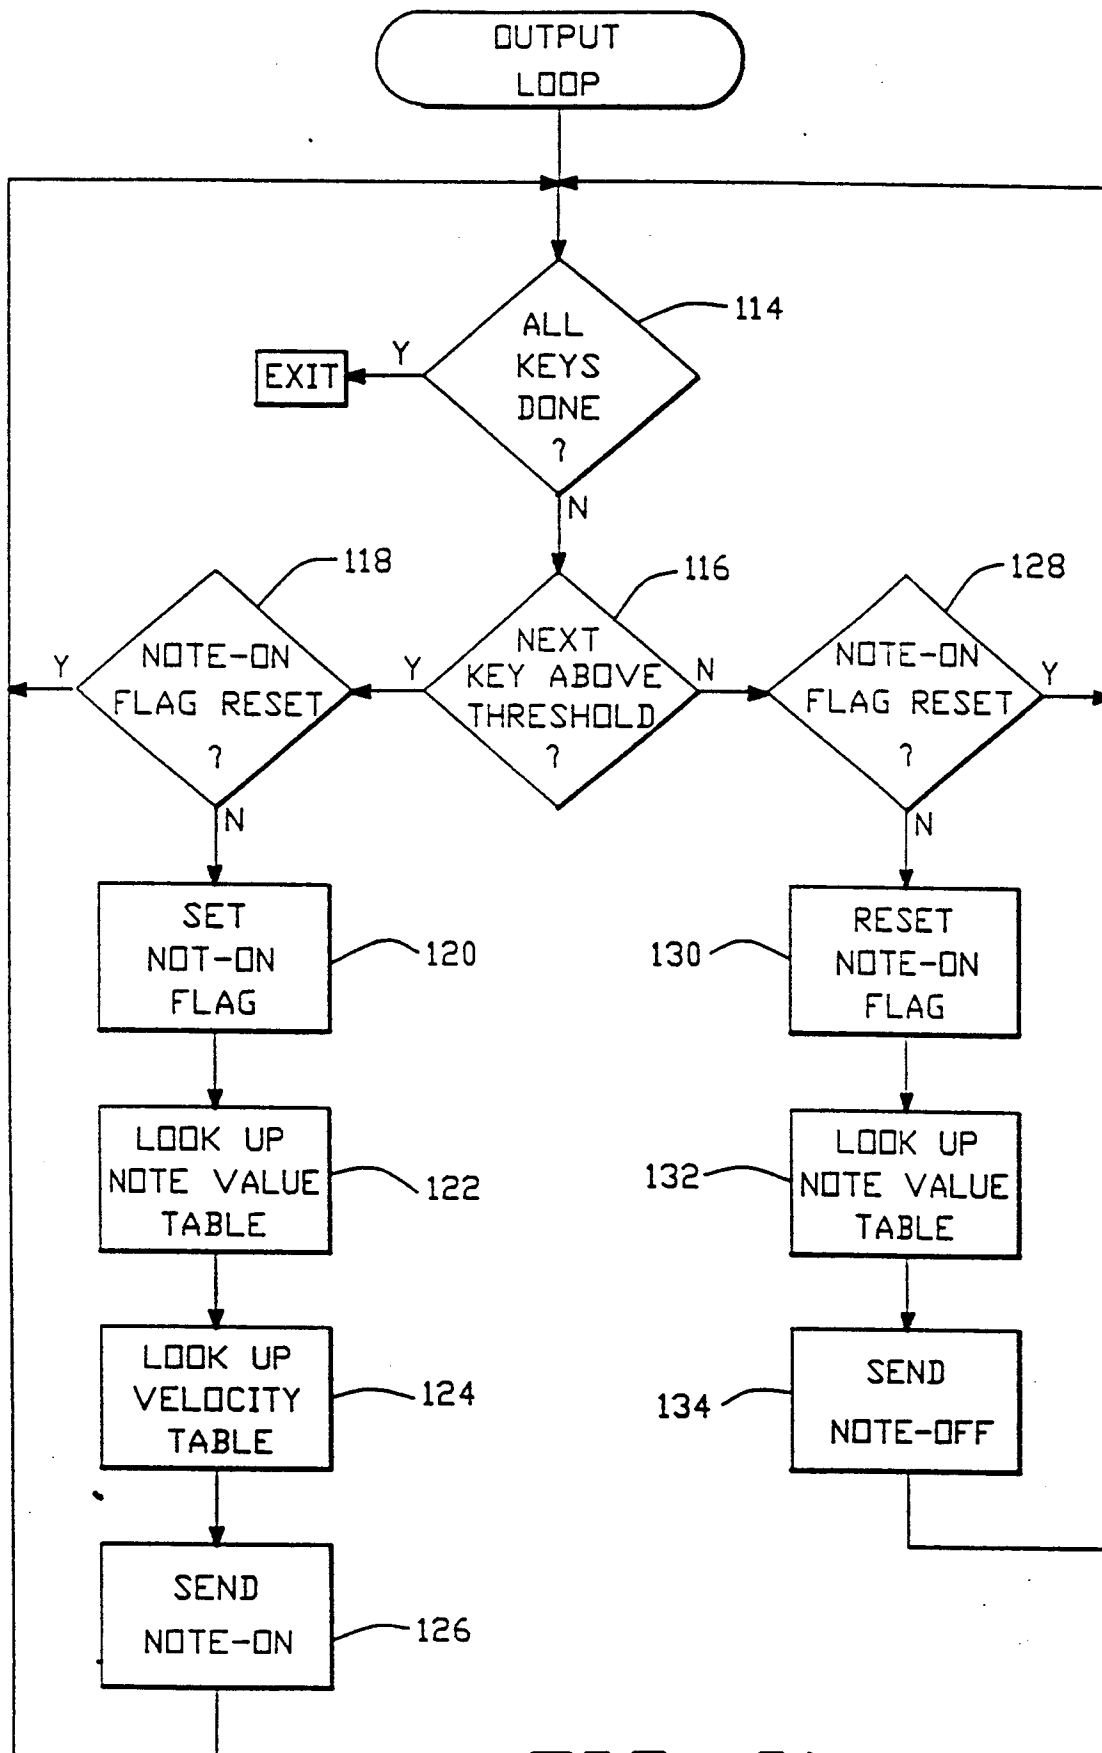 OUTPUT
LOOP
114
ALL
KEYS
DONE
?
Y
EXIT
N
118
116
128
NOTE-ON
FLAG RESET
?
Y
N
NEXT
KEY ABOVE
THRESHOLD
?
Y
N
NOTE-ON
FLAG RESET
?
Y
N
SET
NOT-ON
FLAG
120
RESET
NOTE-ON
FLAG
130
LOOK UP
NOTE VALUE
TABLE
122
LOOK UP
NOTE VALUE
TABLE
132
LOOK UP
VELOCITY
TABLE
124
SEND
NOTE-OFF
134
SEND
NOTE-ON
126